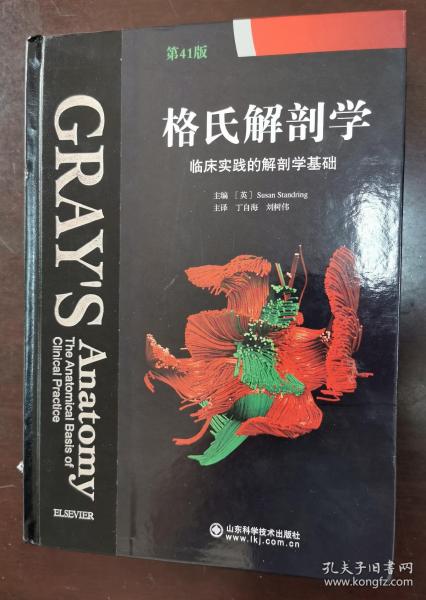 第41版
格氏解剖学
临床实践的解剖学基础
主编 [英] Susan Standring
主译 丁自海 刘树伟
GRAY'S Anatomy
The Anatomical Basis of
Clinical Practice
ELSEVIER
山东科学技术出版社
www.lkj.com.cn
孔夫子旧书网
kongfz.com